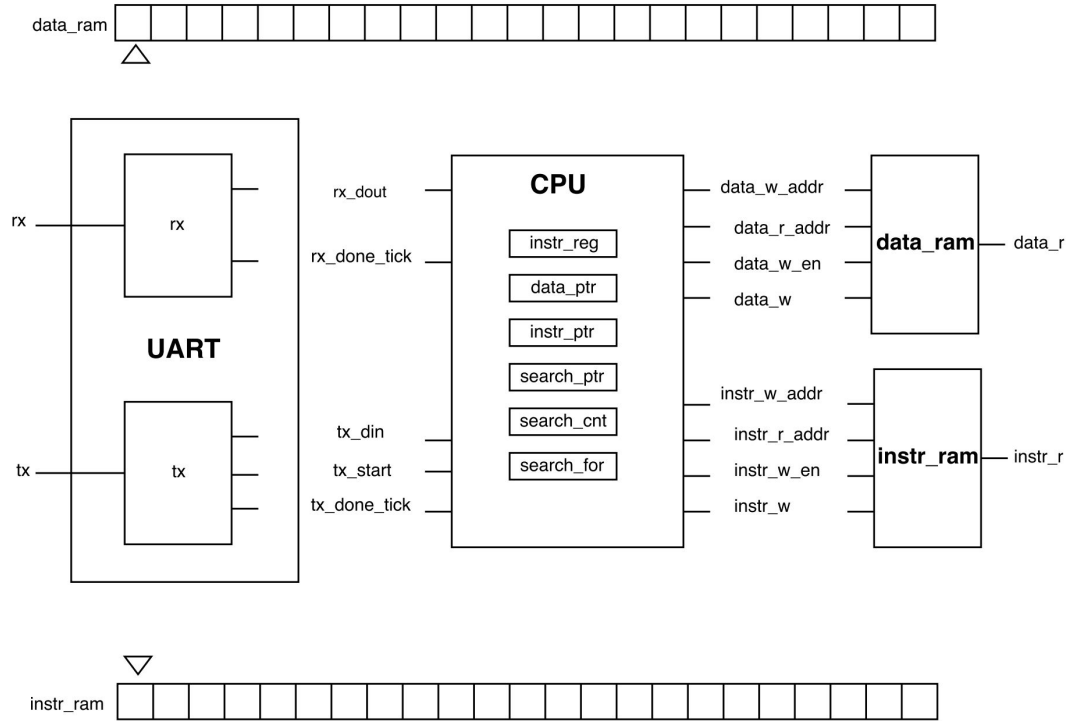 data_ram
rx
rx
UART
tx
tx
rx_dout
rx_done_tick
tx_din
tx_start
tx_done_tick
CPU
instr_reg
data_ptr
instr_ptr
search_ptr
search_cnt
search_for
data_w_addr
data_r_addr
data_w_en
data_w
instr_w_addr
instr_r_addr
instr_w_en
instr_w
data_ram
data_r
instr_ram
instr_r
instr_ram